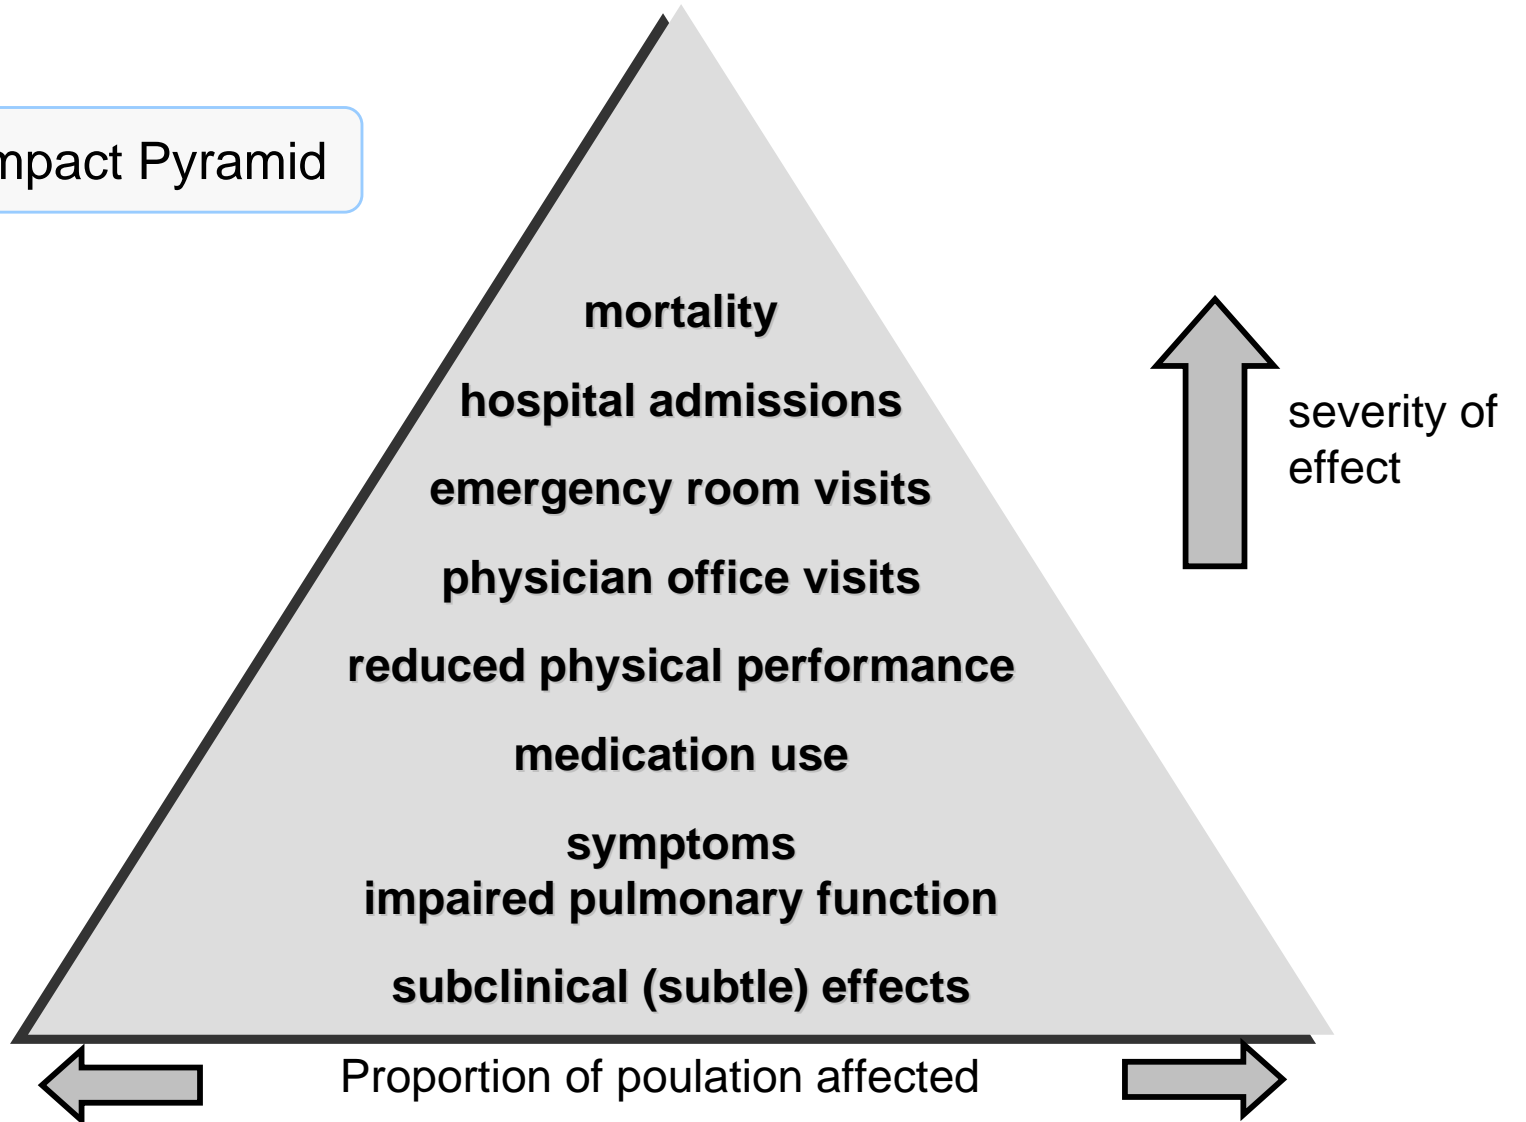 mpact Pyramid
mortality
hospital admissions
emergency room visits
physician office visits
reduced physical performance
medication use
symptoms
impaired pulmonary function
subclinical (subtle) effects
severity of
effect
Proportion of poulation affected